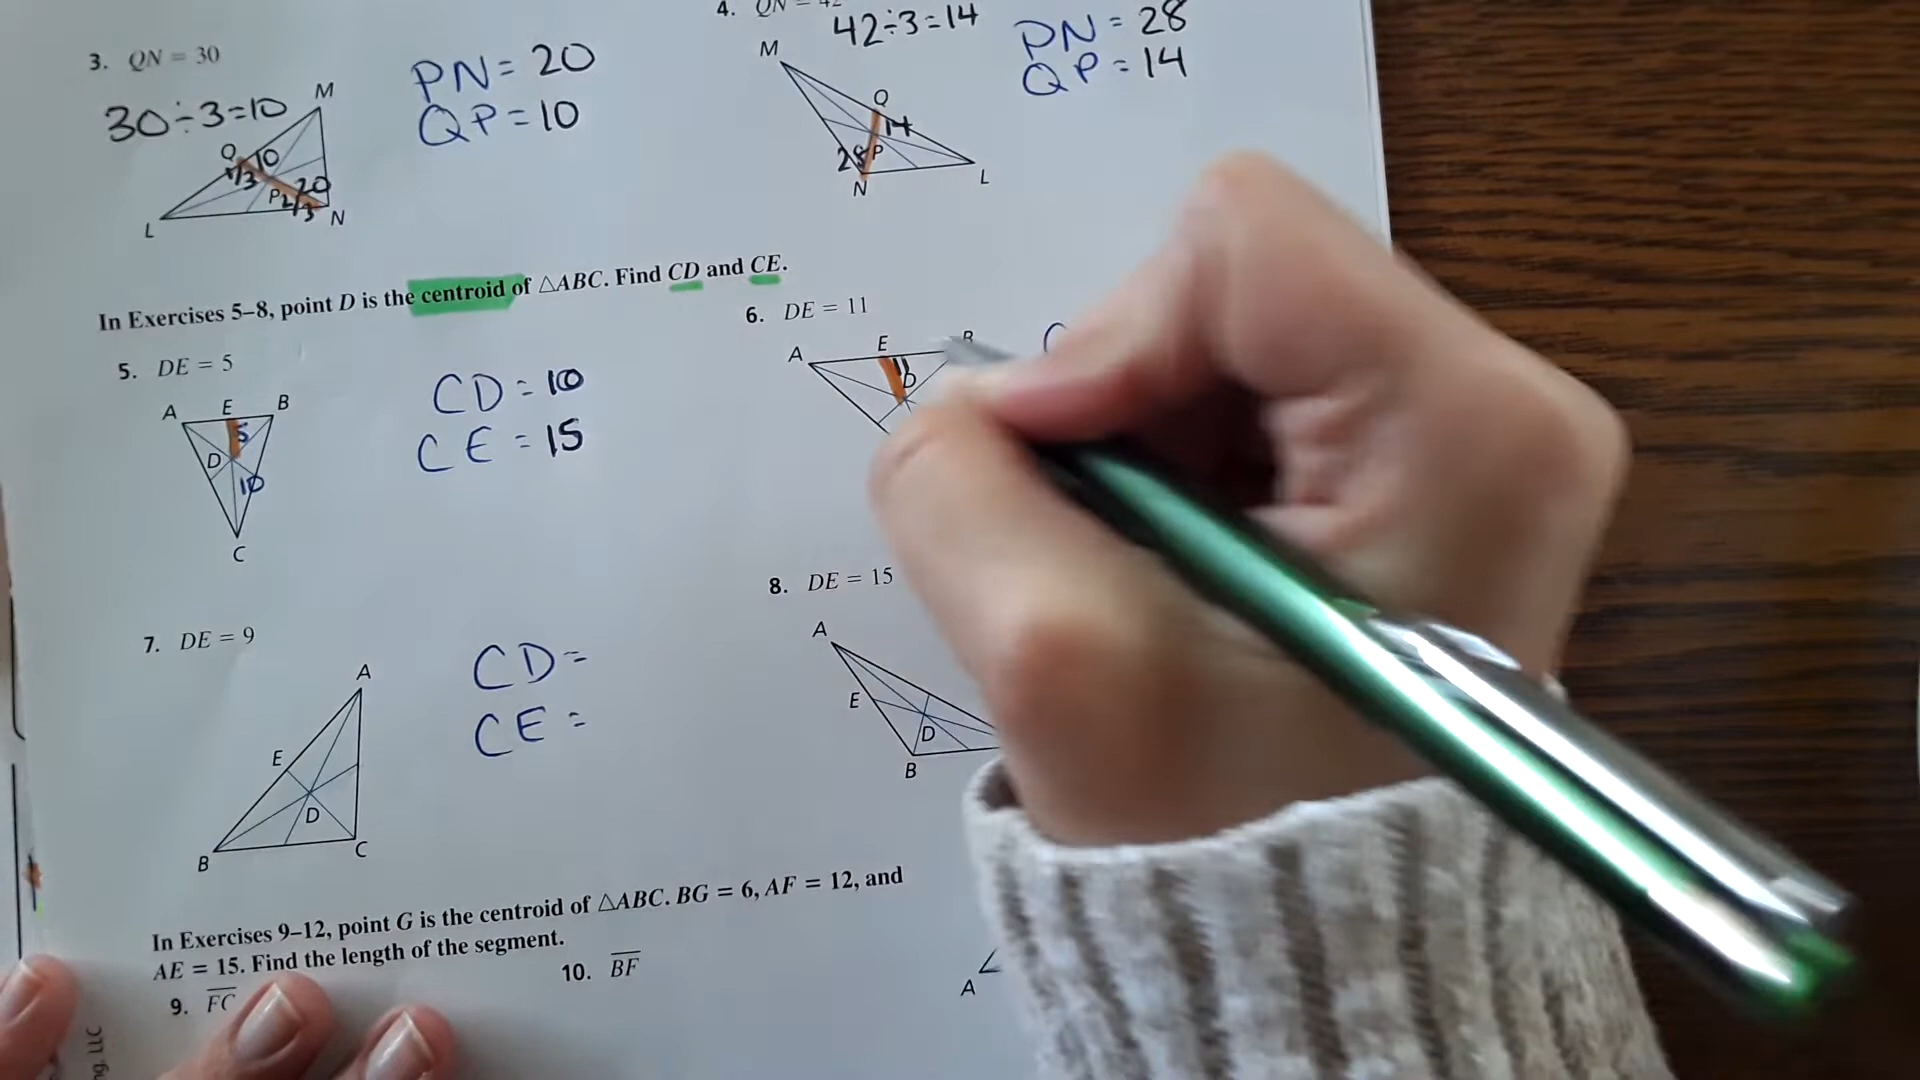 3. QN = 30
30÷3=10
PN = 20
QP = 10
M
Q
10
1/3
P
20
2/3
L
N
4. QN = 42
42÷3=14
PN = 28
QP = 14
M
Q
14
28
P
N
L
In Exercises 5–8, point D is the centroid of △ABC. Find CD and CE.
5. DE = 5
CD = 10
CE = 15
A
E
B
5
D
10
C
6. DE = 11
A
E
B
11
D
C
7. DE = 9
CD =
CE =
A
E
D
B
C
8. DE = 15
A
E
D
B
In Exercises 9–12, point G is the centroid of △ABC. BG = 6, AF = 12, and
AE = 15. Find the length of the segment.
9. FC
10. BF
A
ng, LLC